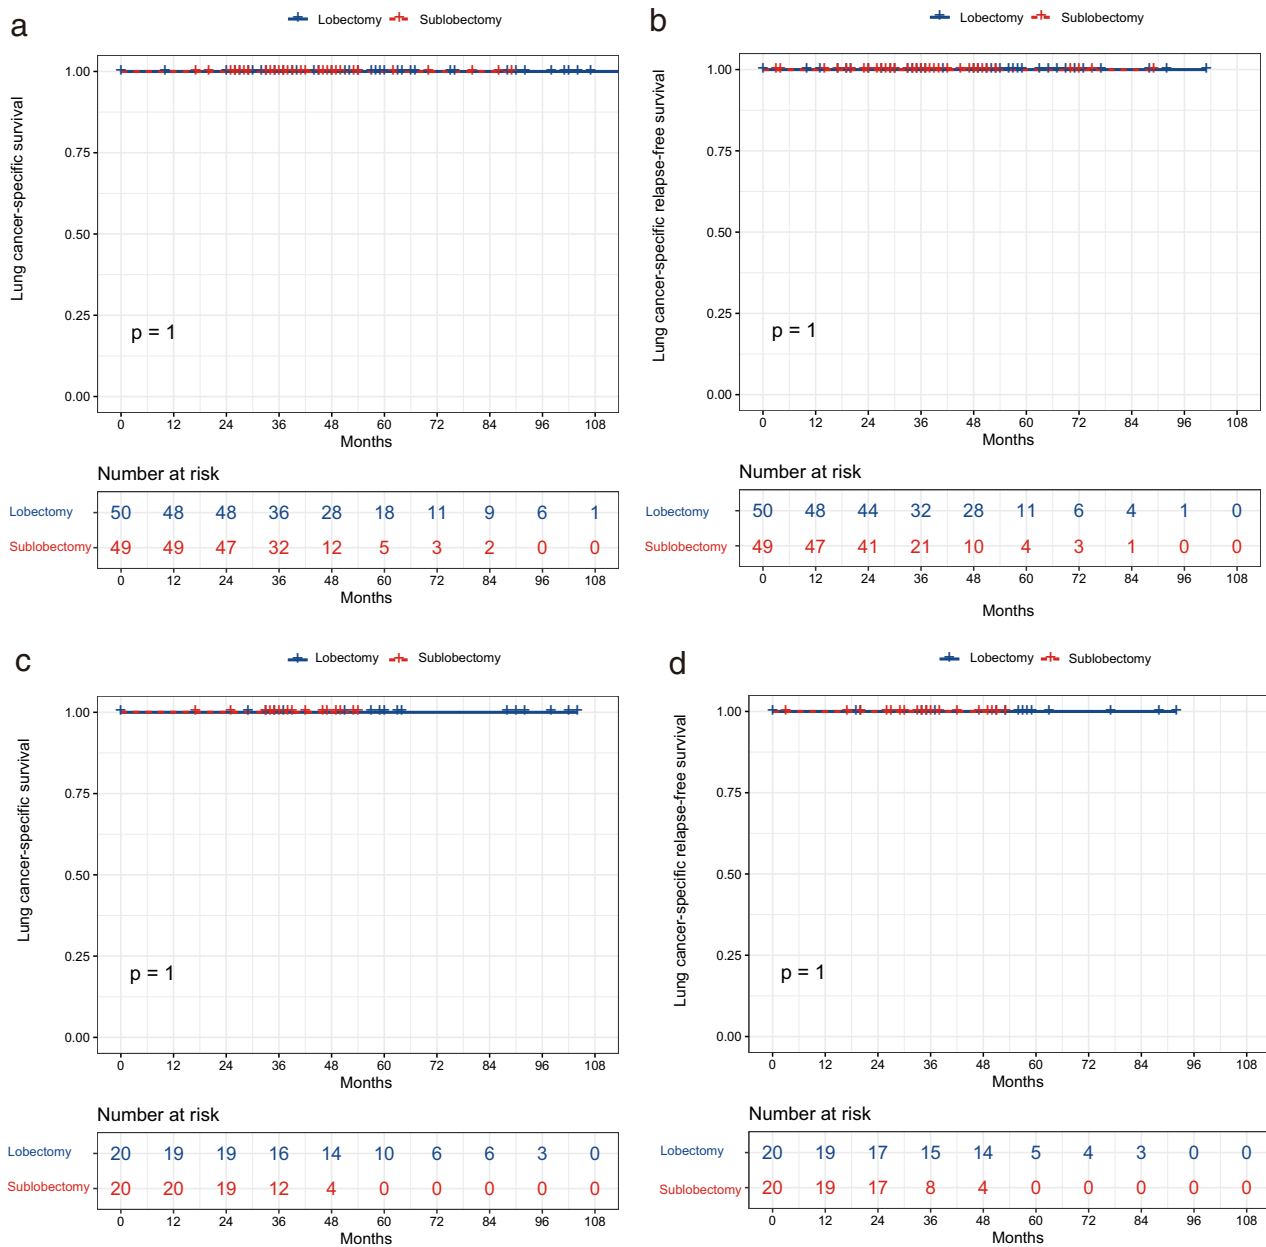 a
Lobectomy Sublobectomy
Lung cancer-specific survival
1.00
0.75
0.50
0.25
0.00
p = 1
0 12 24 36 48 60 72 84 96 108
Months
Number at risk
Lobectomy 50 48 48 36 28 18 11 9 6 1
Sublobectomy 49 49 47 32 12 5 3 2 0 0
0 12 24 36 48 60 72 84 96 108
Months
b
Lobectomy Sublobectomy
Lung cancer-specific relapse-free survival
1.00
0.75
0.50
0.25
0.00
p = 1
0 12 24 36 48 60 72 84 96 108
Months
Number at risk
Lobectomy 50 48 44 32 28 11 6 4 1 0
Sublobectomy 49 47 41 21 10 4 3 1 0 0
0 12 24 36 48 60 72 84 96 108
Months
c
Lobectomy Sublobectomy
Lung cancer-specific survival
1.00
0.75
0.50
0.25
0.00
p = 1
0 12 24 36 48 60 72 84 96 108
Months
Number at risk
Lobectomy 20 19 19 16 14 10 6 6 3 0
Sublobectomy 20 20 19 12 4 0 0 0 0 0
0 12 24 36 48 60 72 84 96 108
Months
d
Lobectomy Sublobectomy
Lung cancer-specific relapse-free survival
1.00
0.75
0.50
0.25
0.00
p = 1
0 12 24 36 48 60 72 84 96 108
Months
Number at risk
Lobectomy 20 19 17 15 14 5 4 3 0 0
Sublobectomy 20 19 17 8 4 0 0 0 0 0
0 12 24 36 48 60 72 84 96 108
Months